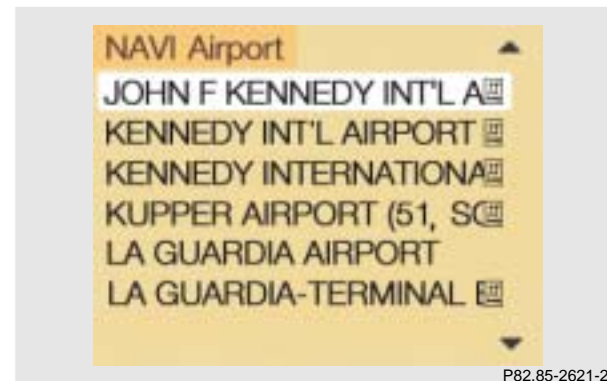 NAVI Airport
JOHN F KENNEDY INT'L A
KENNEDY INT'L AIRPORT
KENNEDY INTERNATIONA
KUPPER AIRPORT (51, SO
LA GUARDIA AIRPORT
LA GUARDIA-TERMINAL
P82.85-2621-2